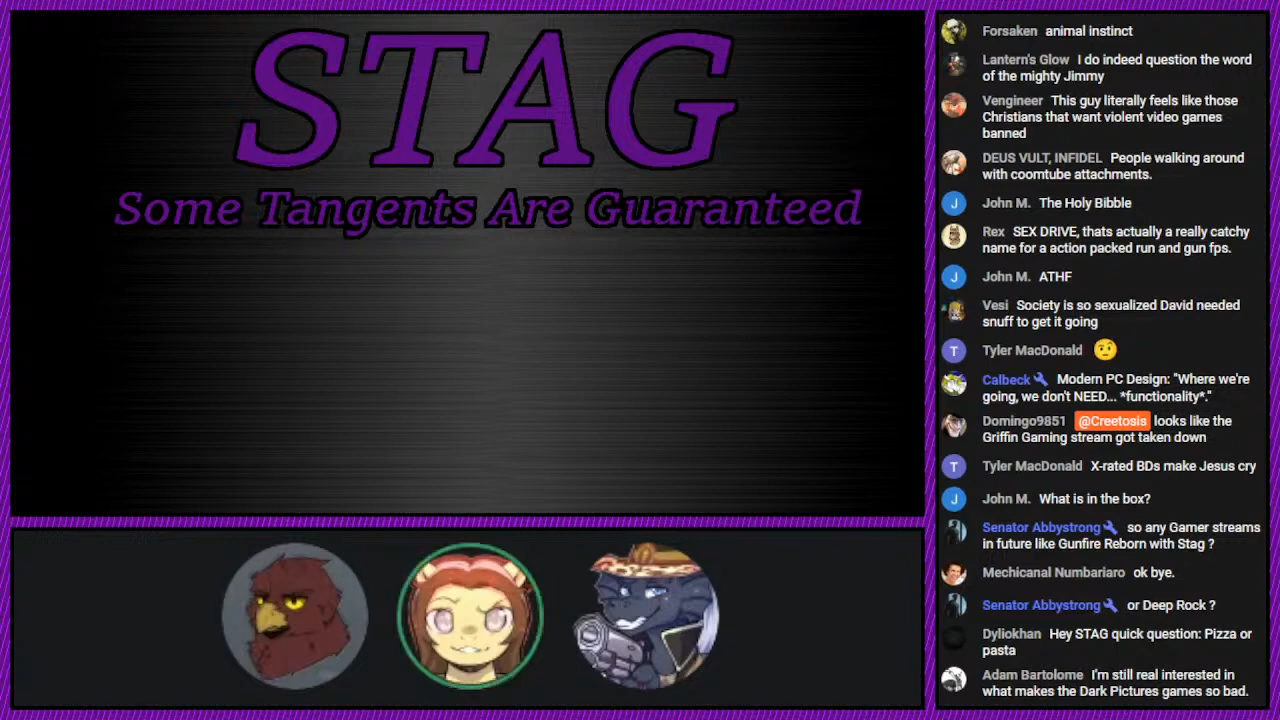 STAG
Some Tangents Are Guaranteed
Forsaken animal instinct
Lantern's Glow I do indeed question the word
of the mighty Jimmy
Vengineer This guy literally feels like those
Christians that want violent video games
banned
DEUS VULT, INFIDEL People walking around
with coomtube attachments.
J John M. The Holy Bibble
Rex SEX DRIVE, thats actually a really catchy
name for a action packed run and gun fps.
J John M. ATHF
Vesi Society is so sexualized David needed
snuff to get it going
T Tyler MacDonald 🤨
Calbeck Modern PC Design: "Where we're
going, we don't NEED... *functionality*."
Domingo9851 @Creetosis looks like the
Griffin Gaming stream got taken down
T Tyler MacDonald X-rated BDs make Jesus cry
J John M. What is in the box?
Senator Abbystrong so any Gamer streams
in future like Gunfire Reborn with Stag ?
Mechicanal Numbariaro ok bye.
Senator Abbystrong or Deep Rock ?
Dyliokhan Hey STAG quick question: Pizza or
pasta
Adam Bartolome I'm still real interested in
what makes the Dark Pictures games so bad.